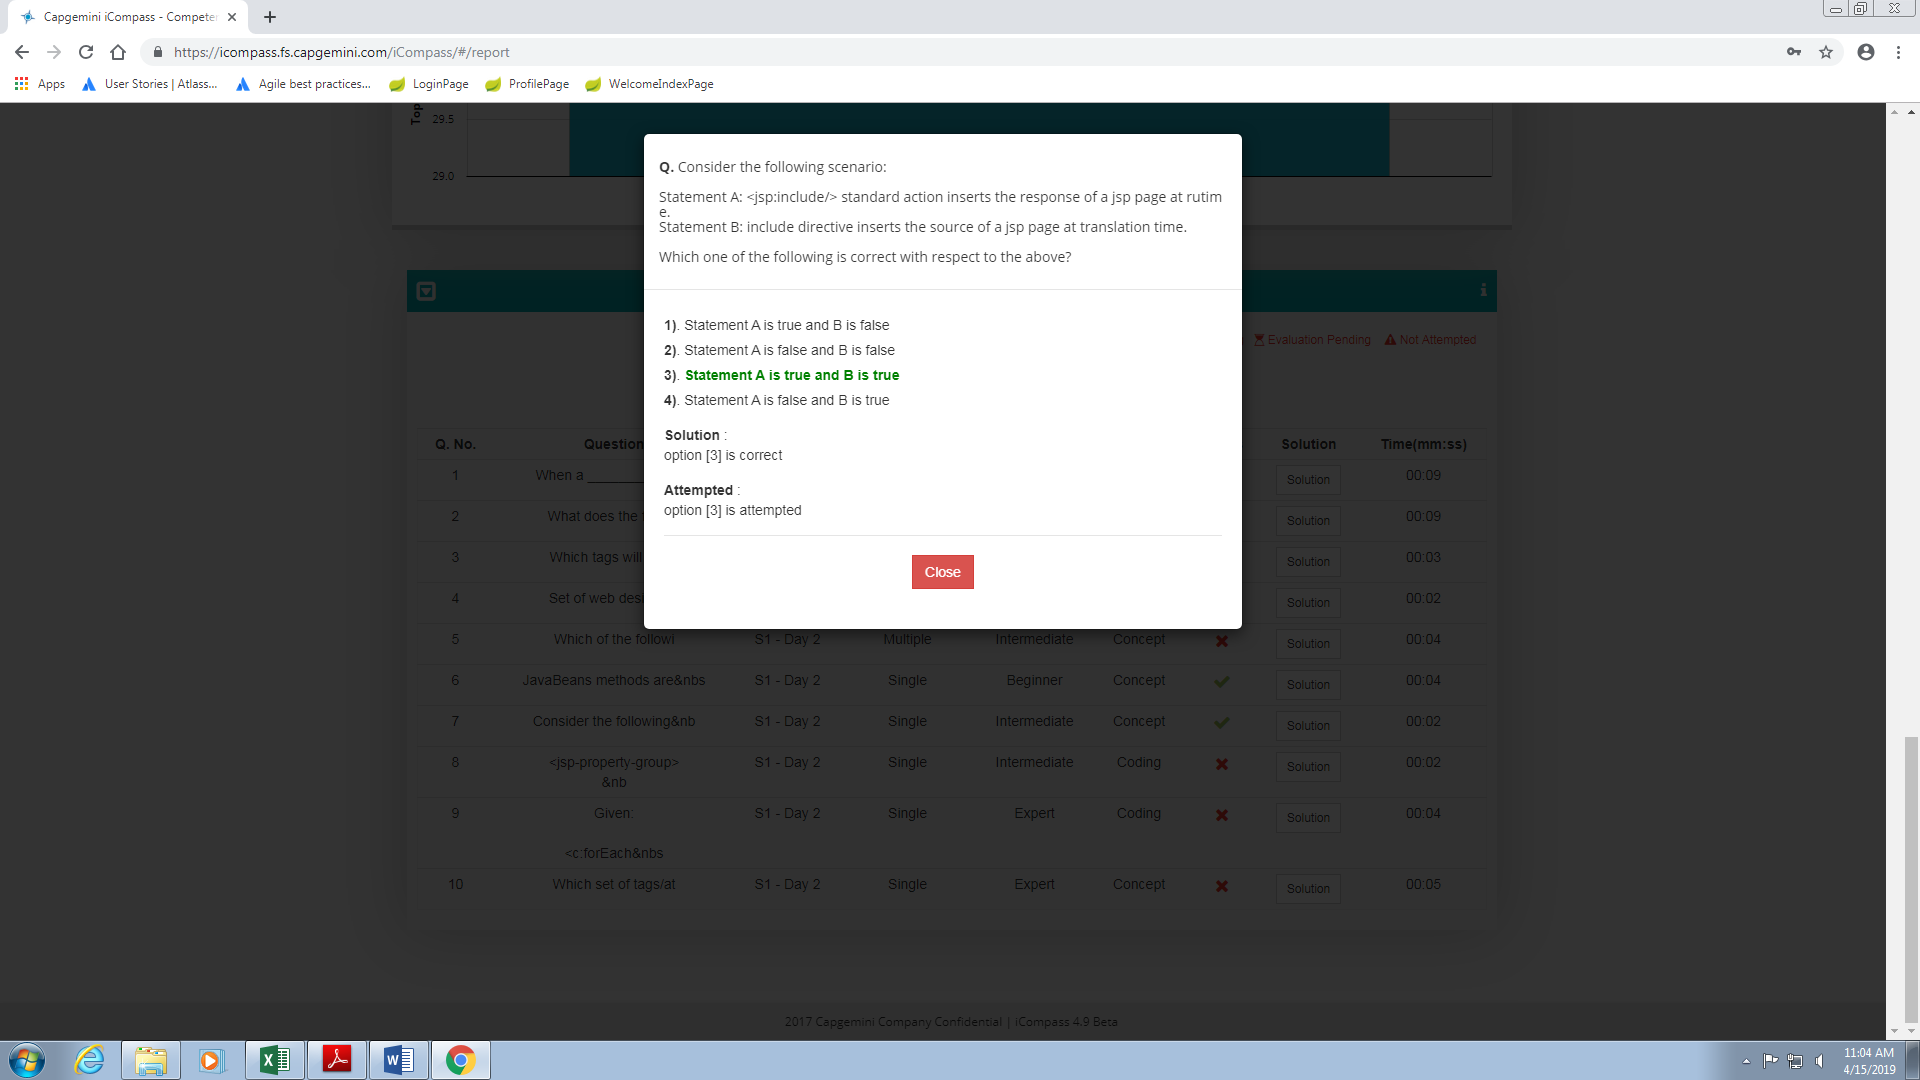 Capgemini iCompass - Competer
https://icompass.fs.capgemini.com/iCompass/#/report
Apps
User Stories | Atlass...
Agile best practices...
LoginPage
ProfilePage
WelcomeIndexPage
Top
29.5
29.0
Q. Consider the following scenario:
Statement A: <jsp:include/> standard action inserts the response of a jsp page at rutim
e.
Statement B: include directive inserts the source of a jsp page at translation time.
Which one of the following is correct with respect to the above?
1). Statement A is true and B is false
2). Statement A is false and B is false
3). Statement A is true and B is true
4). Statement A is false and B is true
Solution :
option [3] is correct
Attempted :
option [3] is attempted
Close
Evaluation Pending Not Attempted
Q. No. Question Solution Time(mm:ss)
1 When a Solution 00:09
2 What does the Solution 00:09
3 Which tags will Solution 00:03
4 Set of web des Solution 00:02
5 Which of the followi S1 - Day 2 Multiple Intermediate Concept Solution 00:04
6 JavaBeans methods are&nbs S1 - Day 2 Single Beginner Concept Solution 00:04
7 Consider the following&nb S1 - Day 2 Single Intermediate Concept Solution 00:02
8 <jsp-property-group> S1 - Day 2 Single Intermediate Coding Solution 00:02
&nb
9 Given: S1 - Day 2 Single Expert Coding Solution 00:04
<c:forEach&nbs
10 Which set of tags/at S1 - Day 2 Single Expert Concept Solution 00:05
2017 Capgemini Company Confidential | iCompass 4.9 Beta
11:04 AM
4/15/2019